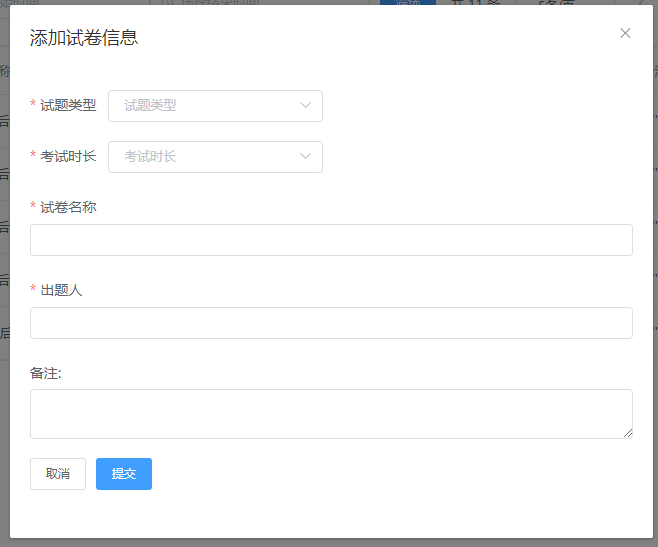 添加试卷信息
* 试题类型 试题类型
* 考试时长 考试时长
* 试卷名称
* 出题人
备注:
取消 提交